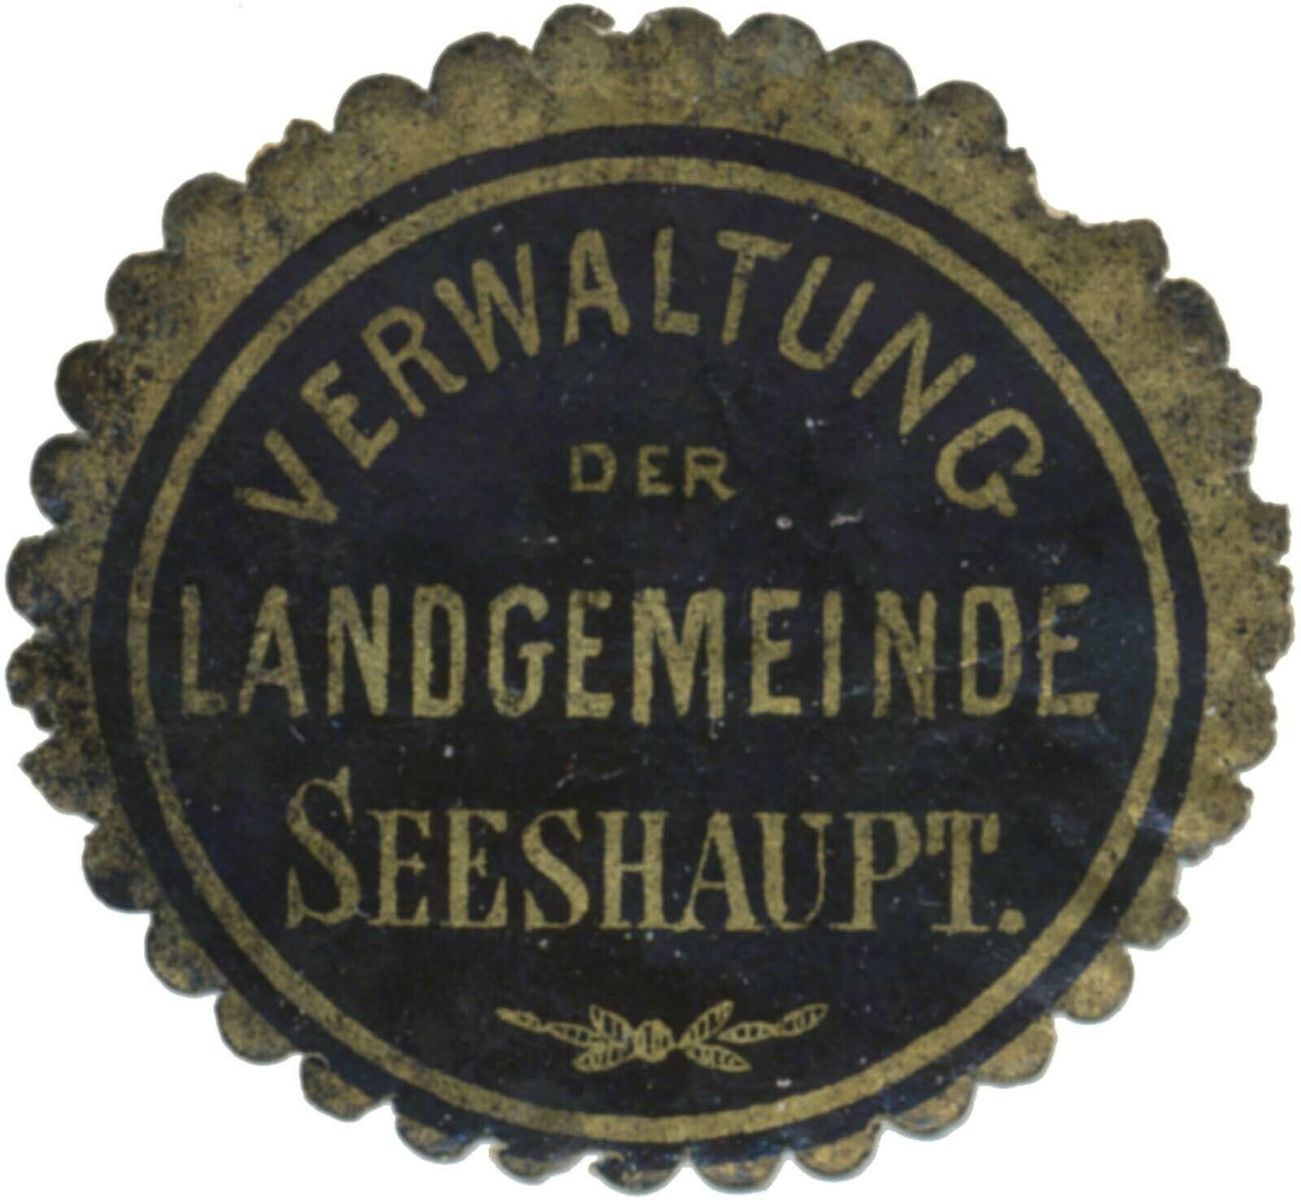 VERWALTUNG
DER
LANDGEMEINDE
SEESHAUPT.